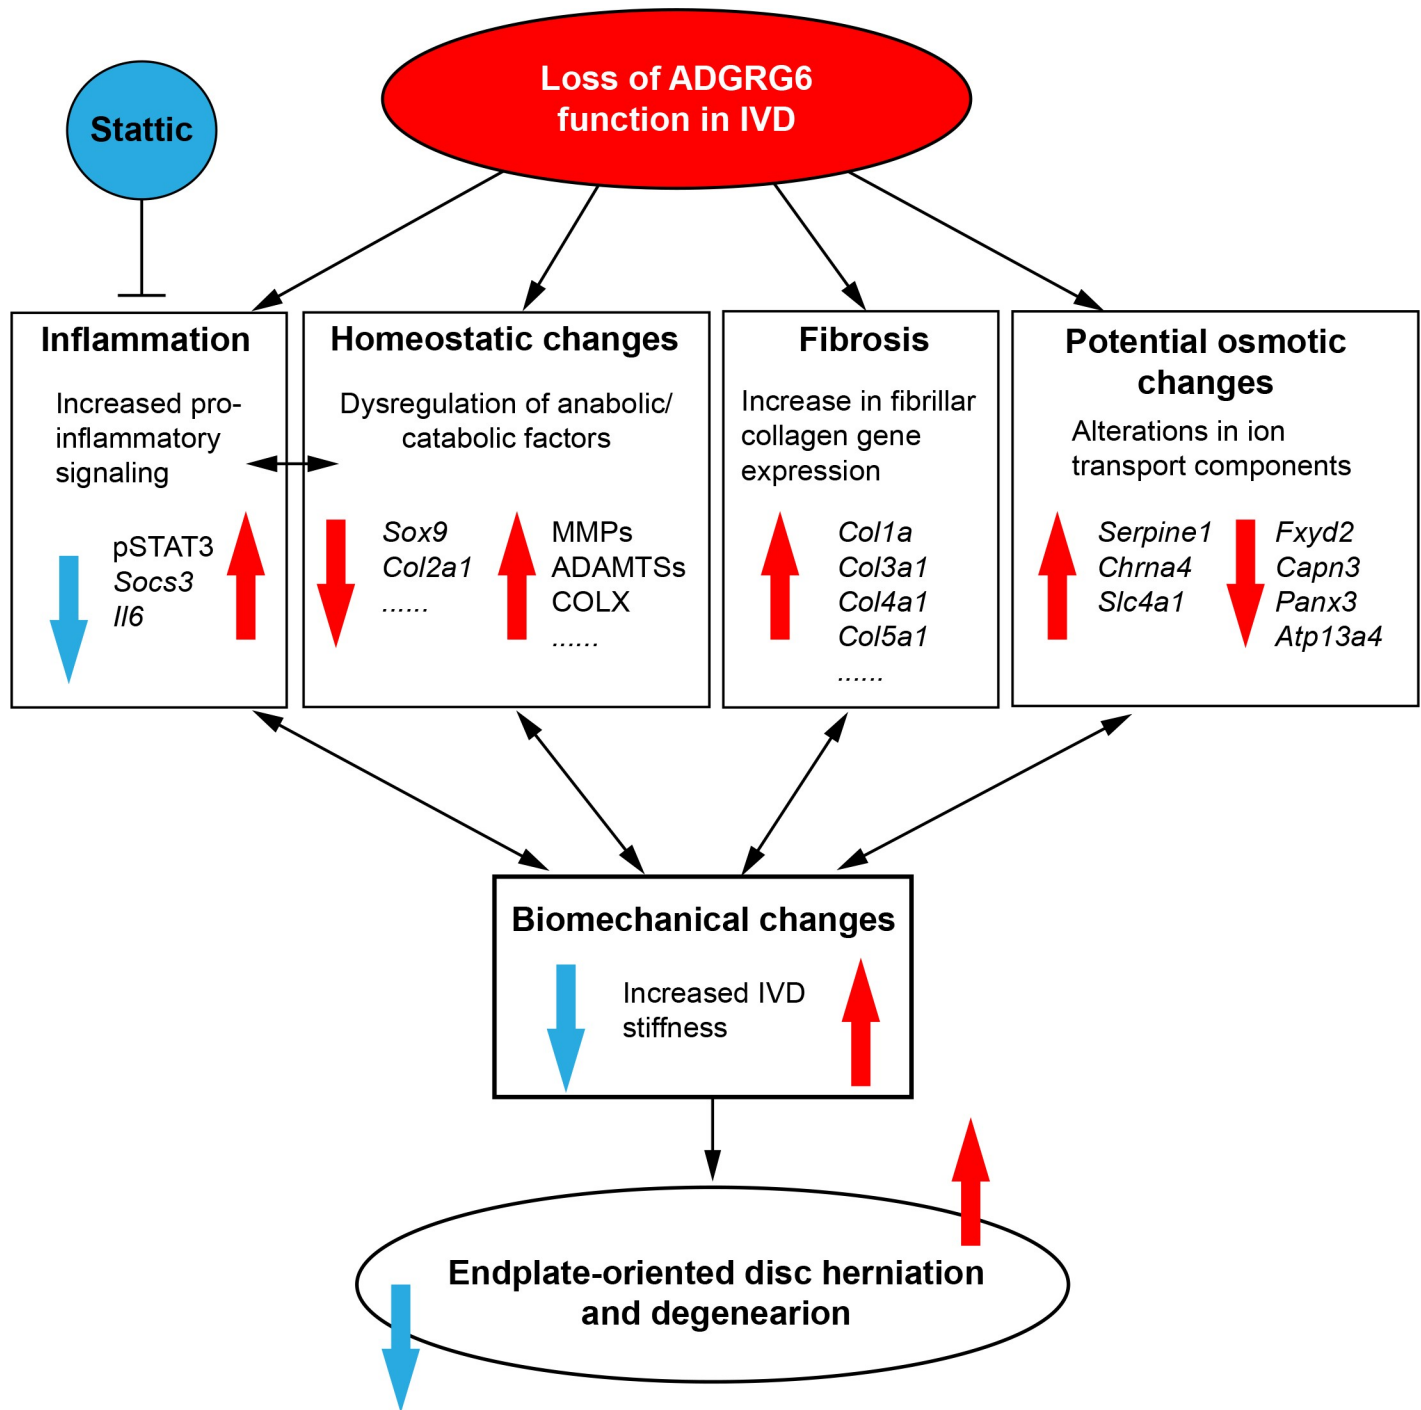 Loss of ADGRG6
function in IVD
Stattic
Inflammation
Increased pro-
inflammatory
signaling
pSTAT3
Socs3
Il6
Homeostatic changes
Dysregulation of anabolic/
catabolic factors
Sox9
Col2a1
......
MMPs
ADAMTSs
COLX
......
Fibrosis
Increase in fibrillar
collagen gene
expression
Col1a
Col3a1
Col4a1
Col5a1
......
Potential osmotic
changes
Alterations in ion
transport components
Serpine1
Chrna4
Slc4a1
Fxyd2
Capn3
Panx3
Atp13a4
Biomechanical changes
Increased IVD
stiffness
Endplate-oriented disc herniation
and degenearion